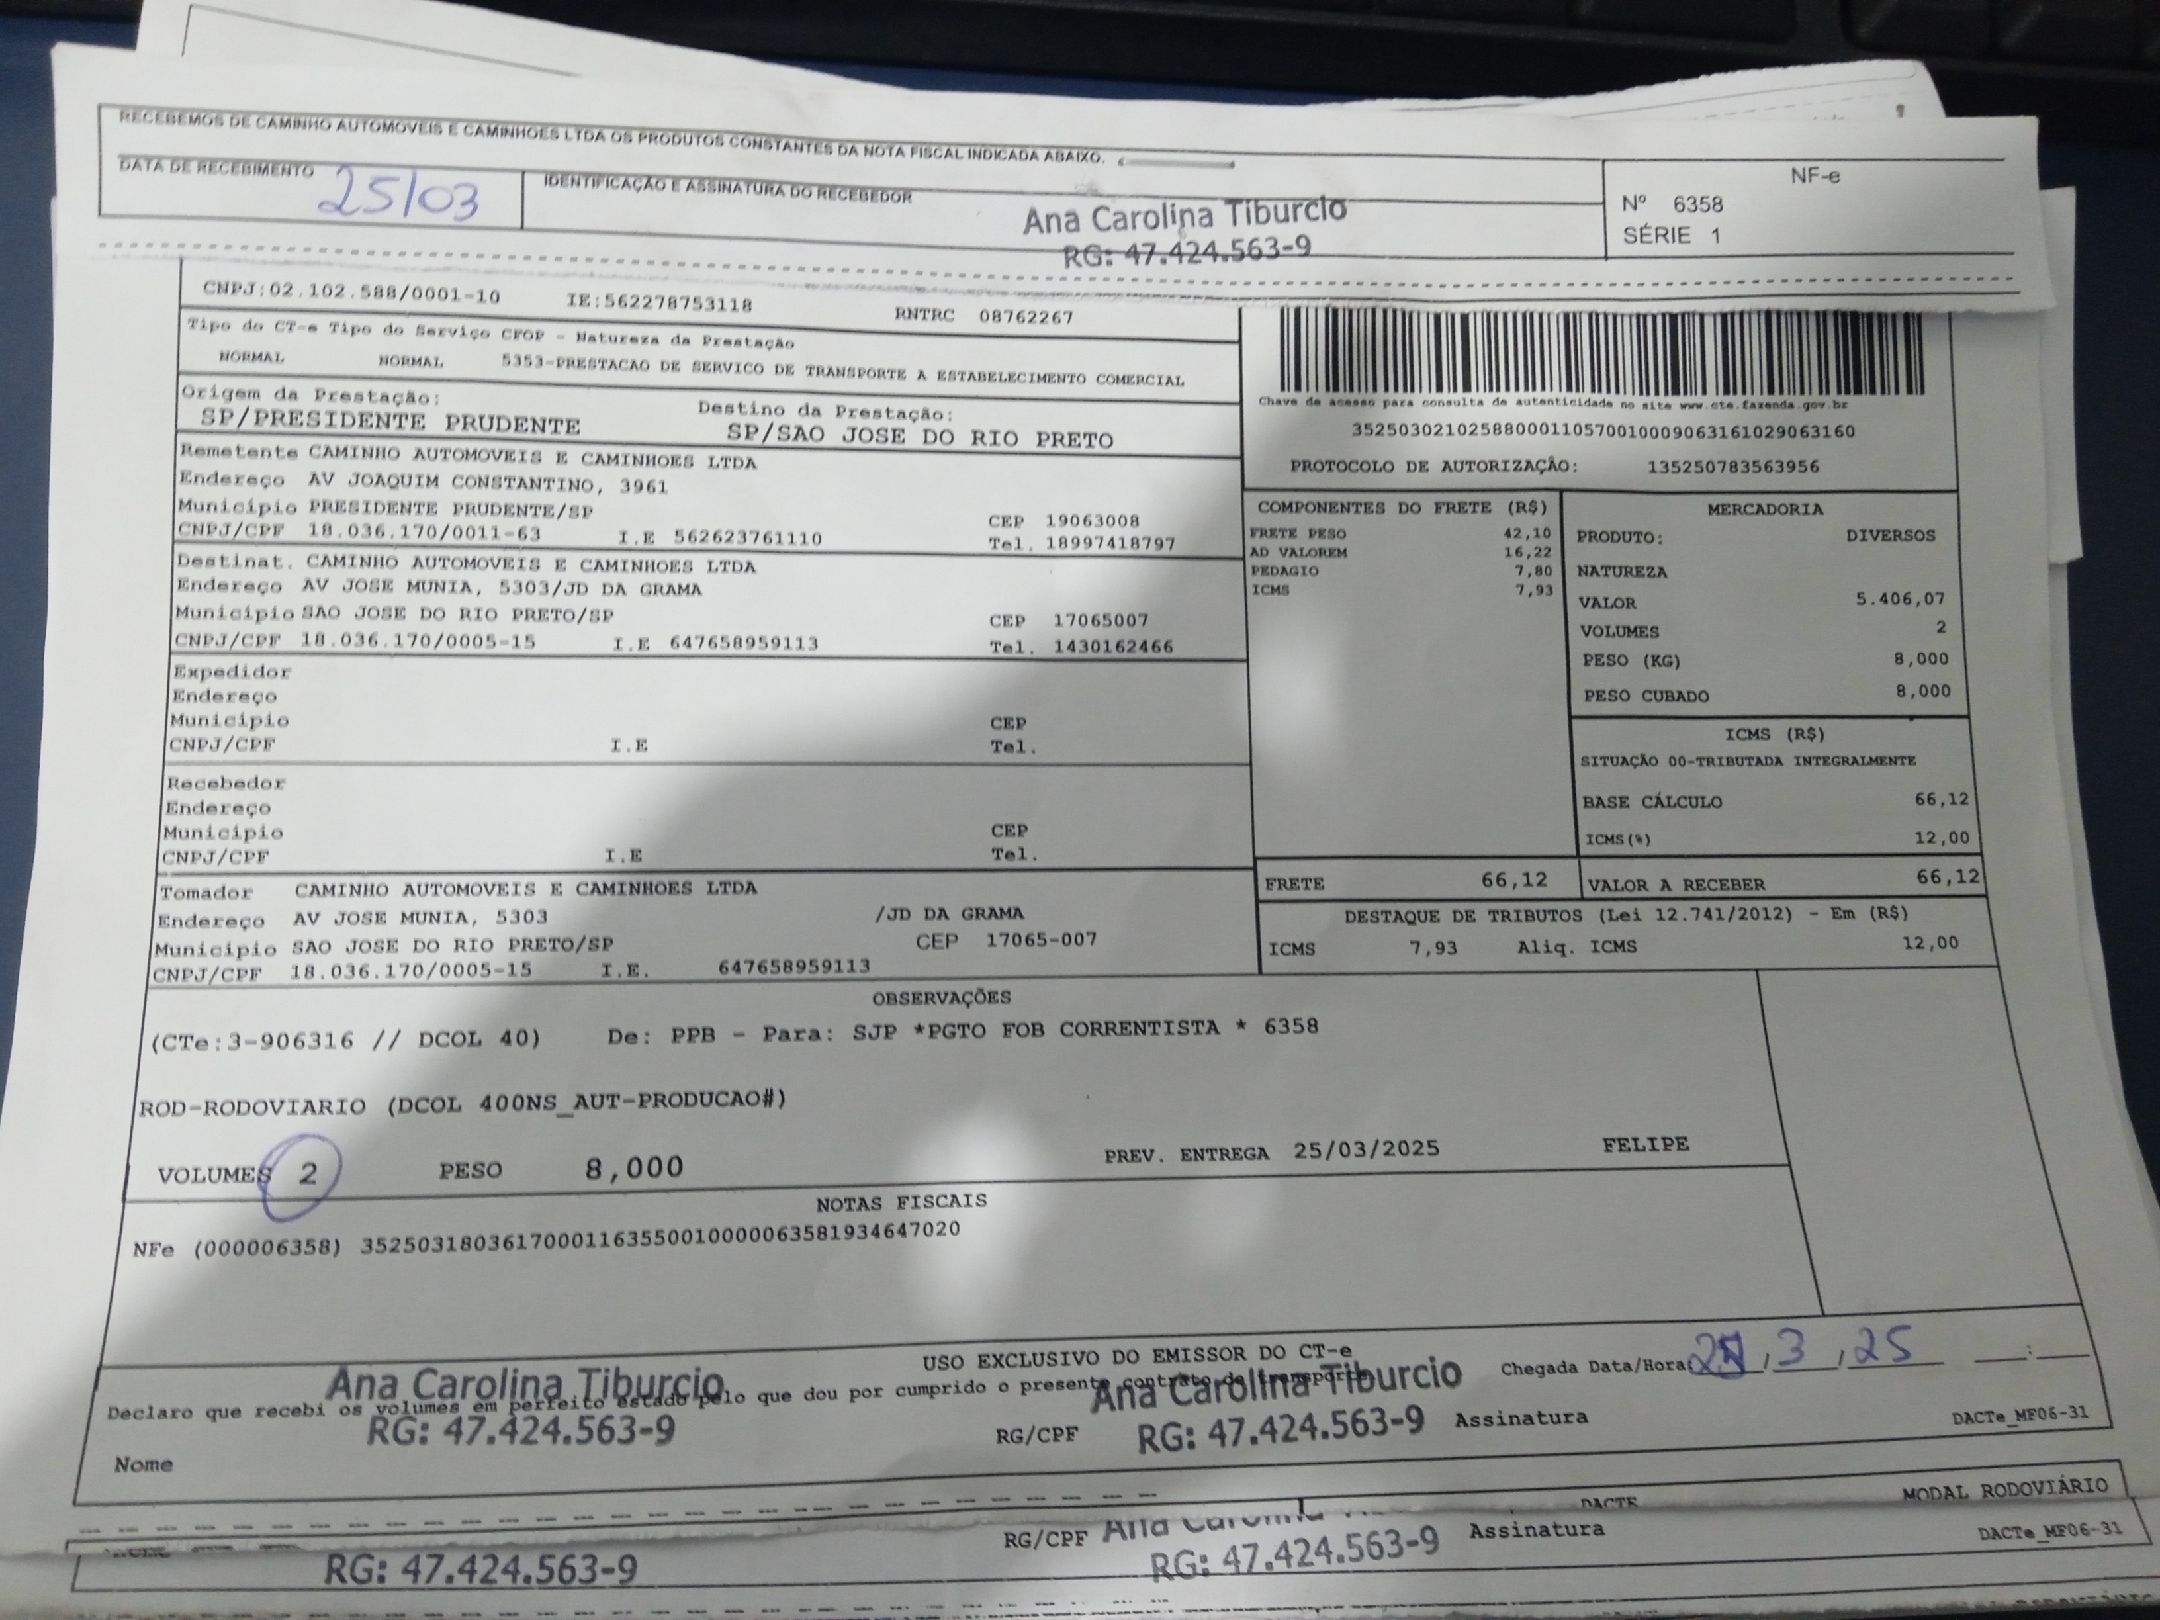 RECEBEMOS DE CAMINHO AUTOMOVEIS E CAMINHOES LTDA OS PRODUTOS CONSTANTES DA NOTA FISCAL INDICADA ABAIXO.
DATA DE RECEBIMENTO
25/03
IDENTIFICAÇÃO E ASSINATURA DO RECEBEDOR
Ana Carolina Tiburcio
RG: 47.424.563-9
NF-e
Nº 6358
SÉRIE 1
CNPJ:02.102.588/0001-10 IE:562278753118 RNTRC 08762267
Tipo do CT-e Tipo do Serviço CFOP - Natureza da Prestação
NORMAL NORMAL 5353-PRESTACAO DE SERVICO DE TRANSPORTE A ESTABELECIMENTO COMERCIAL
Origem da Prestação: Destino da Prestação:
SP/PRESIDENTE PRUDENTE SP/SAO JOSE DO RIO PRETO
Chave de acesso para consulta de autenticidade no site www.cte.fazenda.gov.br
35250302102588000110570010009063161029063160
PROTOCOLO DE AUTORIZAÇÃO: 135250783563956
Remetente CAMINHO AUTOMOVEIS E CAMINHOES LTDA
Endereço AV JOAQUIM CONSTANTINO, 3961
Município PRESIDENTE PRUDENTE/SP CEP 19063008
CNPJ/CPF 18.036.170/0011-63 I.E 562623761110 Tel. 18997418797
Destinat. CAMINHO AUTOMOVEIS E CAMINHOES LTDA
Endereço AV JOSE MUNIA, 5303/JD DA GRAMA
Município SAO JOSE DO RIO PRETO/SP CEP 17065007
CNPJ/CPF 18.036.170/0005-15 I.E 647658959113 Tel. 1430162466
Expedidor
Endereço
Município CEP
CNPJ/CPF I.E Tel.
Recebedor
Endereço
Município CEP
CNPJ/CPF I.E Tel.
Tomador CAMINHO AUTOMOVEIS E CAMINHOES LTDA
Endereço AV JOSE MUNIA, 5303 /JD DA GRAMA
Município SAO JOSE DO RIO PRETO/SP CEP 17065-007
CNPJ/CPF 18.036.170/0005-15 I.E. 647658959113
COMPONENTES DO FRETE (R$)
FRETE PESO 42,10
AD VALOREM 16,22
PEDAGIO 7,80
ICMS 7,93
MERCADORIA
PRODUTO: DIVERSOS
NATUREZA
VALOR 5.406,07
VOLUMES 2
PESO (KG) 8,000
PESO CUBADO 8,000
ICMS (R$)
SITUAÇÃO 00-TRIBUTADA INTEGRALMENTE
BASE CÁLCULO 66,12
ICMS(%) 12,00
FRETE 66,12 VALOR A RECEBER 66,12
DESTAQUE DE TRIBUTOS (Lei 12.741/2012) - Em (R$)
ICMS 7,93 Aliq. ICMS 12,00
OBSERVAÇÕES
(CTe:3-906316 // DCOL 40) De: PPB - Para: SJP *PGTO FOB CORRENTISTA * 6358
ROD-RODOVIARIO (DCOL 400NS_AUT-PRODUCAO#)
VOLUMES 2 PESO 8,000 PREV. ENTREGA 25/03/2025 FELIPE
NOTAS FISCAIS
NFe (000006358) 35250318036170001163550010000063581934647020
USO EXCLUSIVO DO EMISSOR DO CT-e
Chegada Data/Hora: , 3 , 25 :
Ana Carolina Tiburcio
RG: 47.424.563-9
Ana Carolina Tiburcio
RG: 47.424.563-9
Declaro que recebi os volumes em perfeito estado pelo que dou por cumprido o presente contrato de transporte
Nome RG/CPF Assinatura DACTe_MF06-31
DACTE MODAL RODOVIÁRIO
RG/CPF Ana Assinatura DACTe_MF06-31
RG: 47.424.563-9
RG: 47.424.563-9